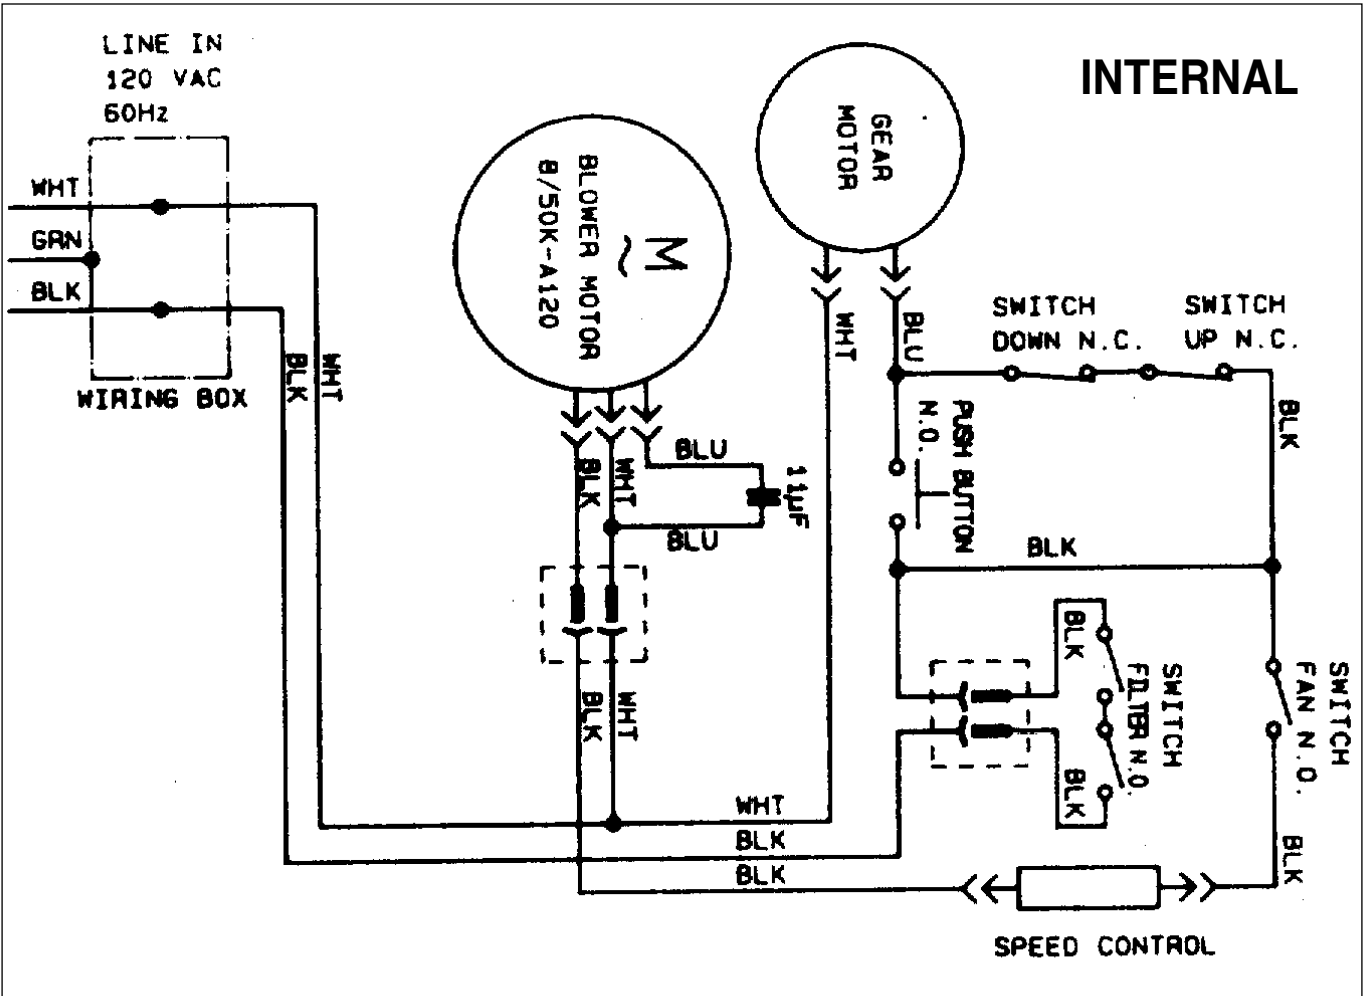 LINE IN
120 VAC
60Hz
INTERNAL
WHT
GRN
BLK
WIRING BOX
BLK
WHT
BLOWER MOTOR
8/50K-A120
M
~
GEAR
MOTOR
WHT
BLU
SWITCH
DOWN N.C.
SWITCH
UP N.C.
BLK
PUSH BUTTON
N.O.
BLK
WHT
BLU
11µF
BLU
BLK
BLK
WHT
BLK
BLK
SWITCH
FILTER N.O.
SWITCH
FAN N.O.
WHT
BLK
BLK
BLK
SPEED CONTROL